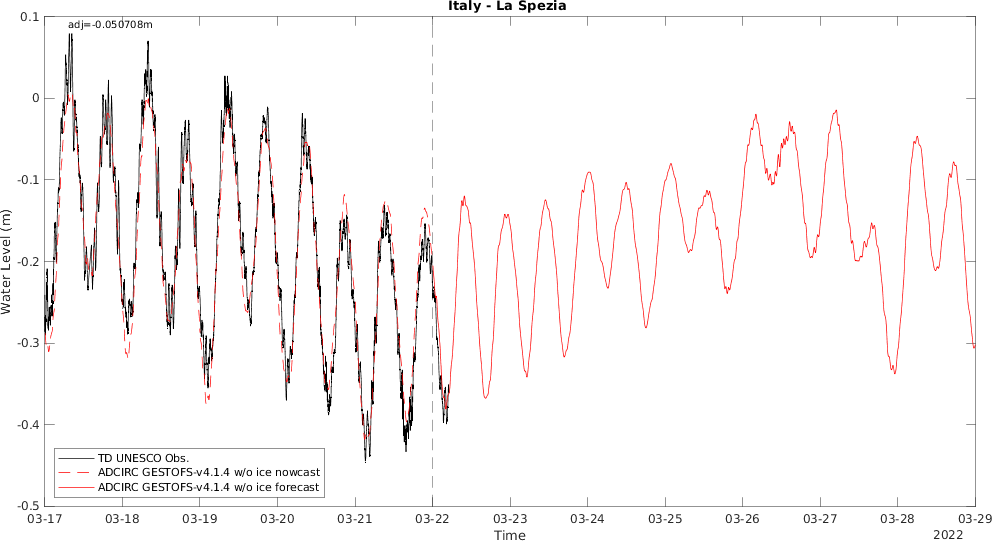 Italy - La Spezia
adj=-0.050708m
0.1
0
-0.1
-0.2
-0.3
-0.4
-0.5
Water Level (m)
TD UNESCO Obs.
ADCIRC GESTOFS-v4.1.4 w/o ice nowcast
ADCIRC GESTOFS-v4.1.4 w/o ice forecast
03-17 03-18 03-19 03-20 03-21 03-22 03-23 03-24 03-25 03-26 03-27 03-28 03-29
Time
2022